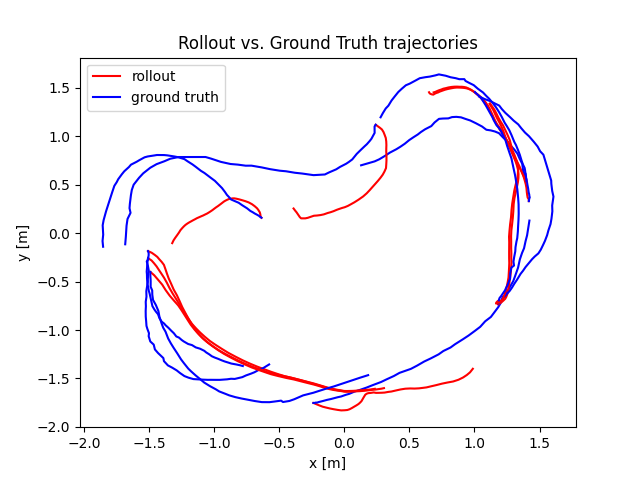 Rollout vs. Ground Truth trajectories
rollout
ground truth
1.5
1.0
0.5
0.0
−0.5
−1.0
−1.5
−2.0
y [m]
−2.0 −1.5 −1.0 −0.5 0.0 0.5 1.0 1.5
x [m]